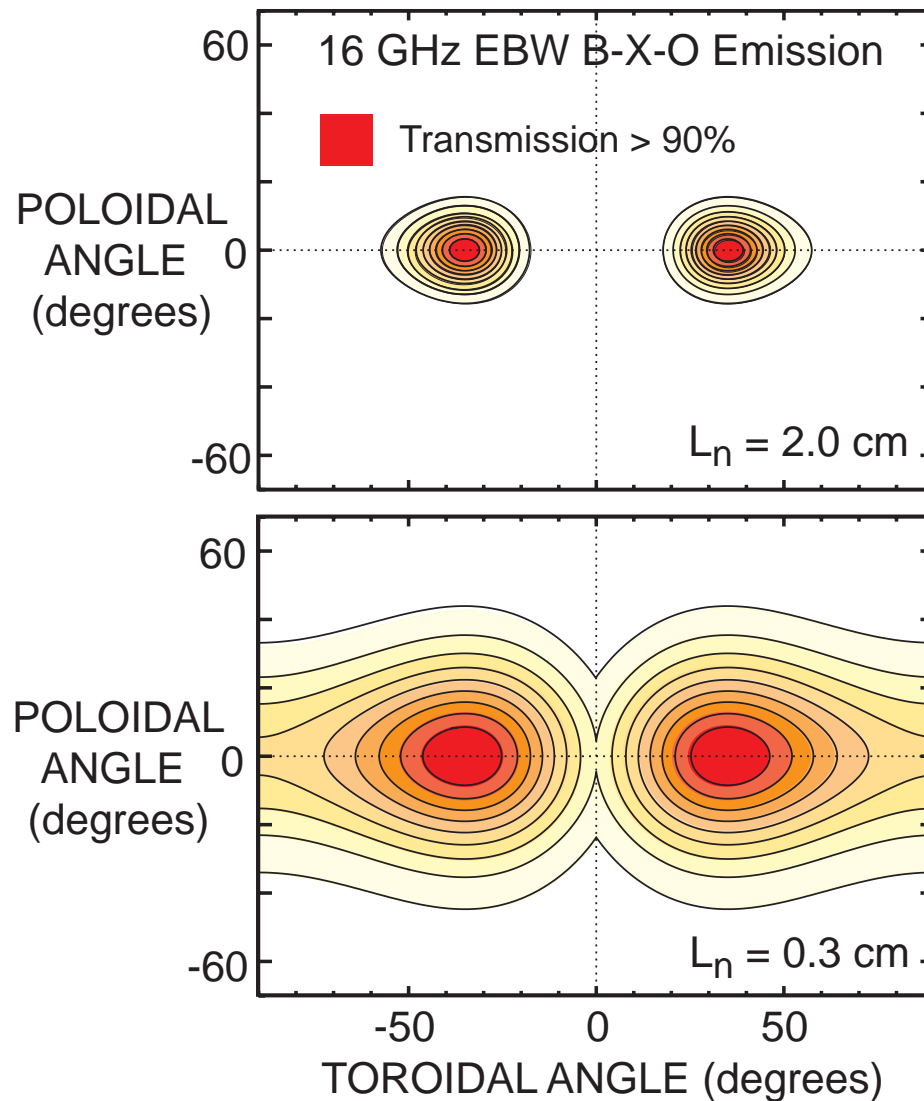 60
16 GHz EBW B-X-O Emission
Transmission > 90%
POLOIDAL
ANGLE
(degrees)
0
-60
Ln = 2.0 cm
60
POLOIDAL
ANGLE
(degrees)
0
-60
Ln = 0.3 cm
-50 0 50
TOROIDAL ANGLE (degrees)